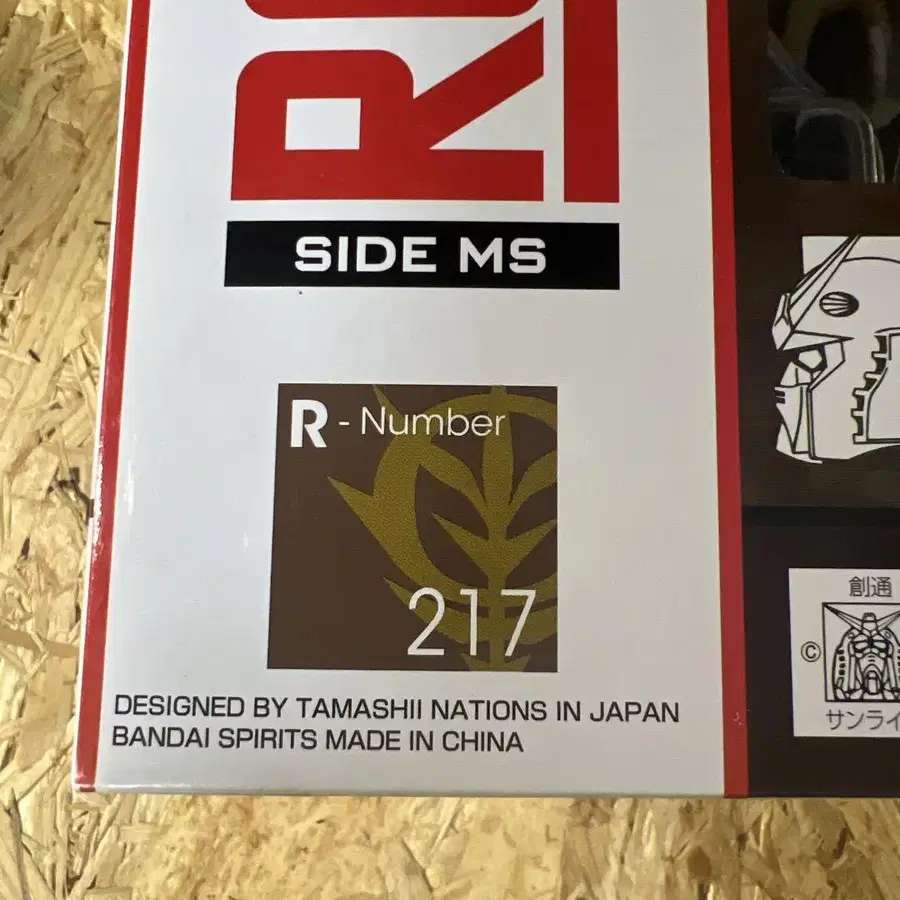 SIDE MS
R - Number
217
DESIGNED BY TAMASHII NATIONS IN JAPAN
BANDAI SPIRITS MADE IN CHINA
創通
©
サンライ